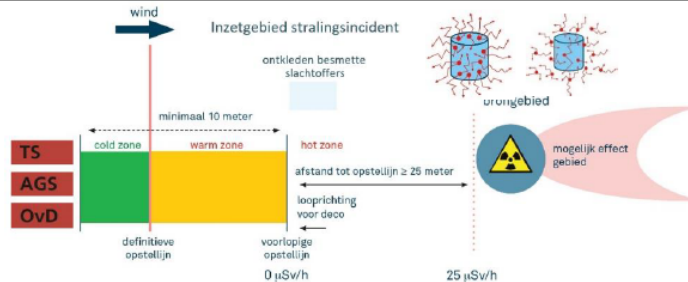 wind
Inzetgebied stralingsincident
ontkleden besmette
slachtoffers
brongebied
minimaal 10 meter
TS
cold zone
warm zone
hot zone
mogelijk effect
gebied
afstand tot opstellijn ≥ 25 meter
AGS
looprichting
voor deco
OvD
definitieve
opstellijn
voorlopige
opstellijn
0 µSv/h
25 µSv/h